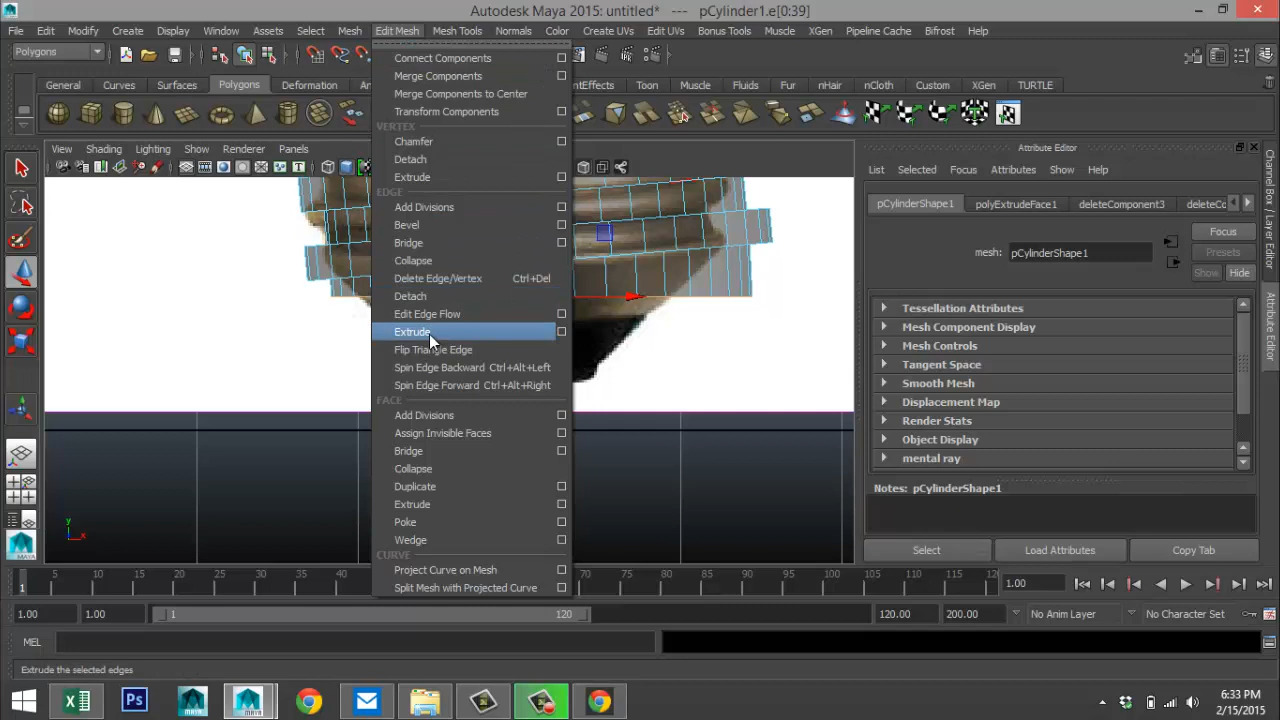 Autodesk Maya 2015: untitled*   ---   pCylinder1.e[0:39]
File Edit Modify Create Display Window Assets Select Mesh Edit Mesh Mesh Tools Normals Color Create UVs Edit UVs Bonus Tools Muscle XGen Pipeline Cache Bifrost Help
Polygons
General Curves Surfaces Polygons Deformation Toon Muscle Fluids Fur nHair nCloth Custom XGen TURTLE
View Shading Lighting Show Renderer Panels
Connect Components
Merge Components
Merge Components to Center
Transform Components
VERTEX
Chamfer
Detach
Extrude
EDGE
Add Divisions
Bevel
Bridge
Collapse
Delete Edge/Vertex Ctrl+Del
Detach
Edit Edge Flow
Extrude
Flip Triangle Edge
Spin Edge Backward Ctrl+Alt+Left
Spin Edge Forward Ctrl+Alt+Right
FACE
Add Divisions
Assign Invisible Faces
Bridge
Collapse
Duplicate
Extrude
Poke
Wedge
CURVE
Project Curve on Mesh
Split Mesh with Projected Curve
y
x
Attribute Editor
List Selected Focus Attributes Show Help
pCylinderShape1 polyExtrudeFace1 deleteComponent3 deleteCc
mesh: pCylinderShape1
Focus
Presets
Show Hide
Tessellation Attributes
Mesh Component Display
Mesh Controls
Tangent Space
Smooth Mesh
Displacement Map
Render Stats
Object Display
mental ray
Notes: pCylinderShape1
Select Load Attributes Copy Tab
Channel Box / Layer Editor
Attribute Editor
1 5 10 15 20 25 30 35 40 70 75 80 85 90 95 100 105 110 115 12 1.00
1.00 1.00 1 120 120.00 200.00 No Anim Layer No Character Set
MEL
Extrude the selected edges
Ps
MAYA
6:33 PM
2/15/2015